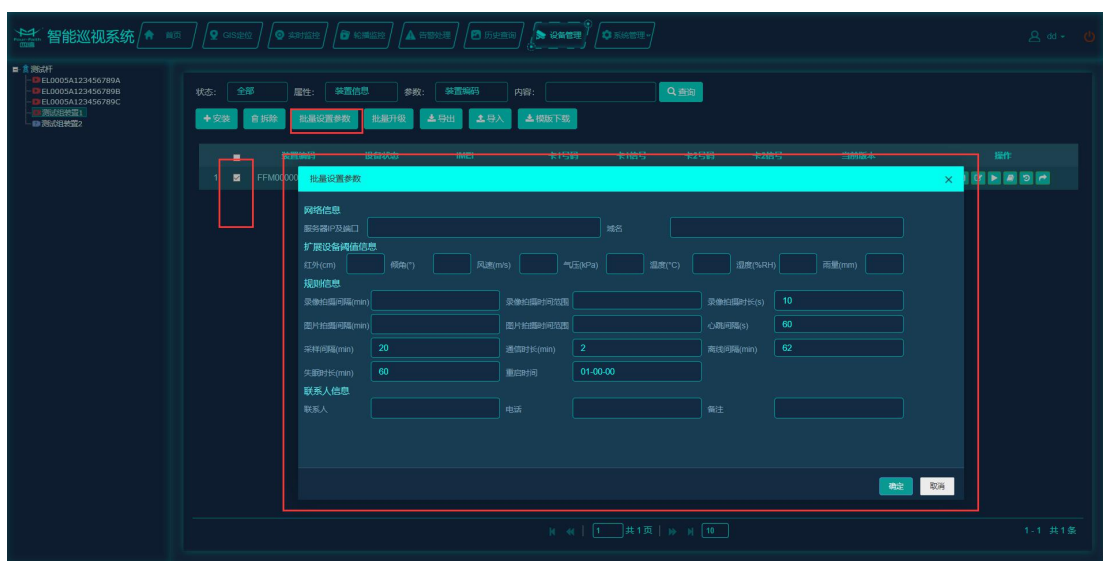 智能巡视系统 首页 GIS定位 实时监控 轮播监控 告警处理 历史查询 设备管理 系统管理 dd
测试杆
EL0005A123456789A
EL0005A123456789B
EL0005A123456789C
测试组装置1
测试组装置2
状态: 全部 属性: 装置信息 参数: 装置编码 内容: 查询
安装 拆除 批量设置参数 批量升级 导出 导入 模版下载
装置编码 设备状态 IMEI 卡1号码 卡1信号 卡2号码 卡2信号 当前版本 操作
1 FFM00000
批量设置参数 ×
网络信息
服务器IP及端口 域名
扩展设备阈值信息
红外(cm) 倾角(°) 风速(m/s) 气压(kPa) 温度(°C) 湿度(%RH) 雨量(mm)
规则信息
录像拍摄间隔(min) 录像拍摄时间范围 录像拍摄时长(s) 10
图片拍摄间隔(min) 图片拍摄时间范围 心跳间隔(s) 60
采样间隔(min) 20 通信时长(min) 2 离线间隔(min) 62
失联时长(min) 60 重启时间 01-00-00
联系人信息
联系人 电话 备注
确定 取消
1 共1页 10 1-1 共1条